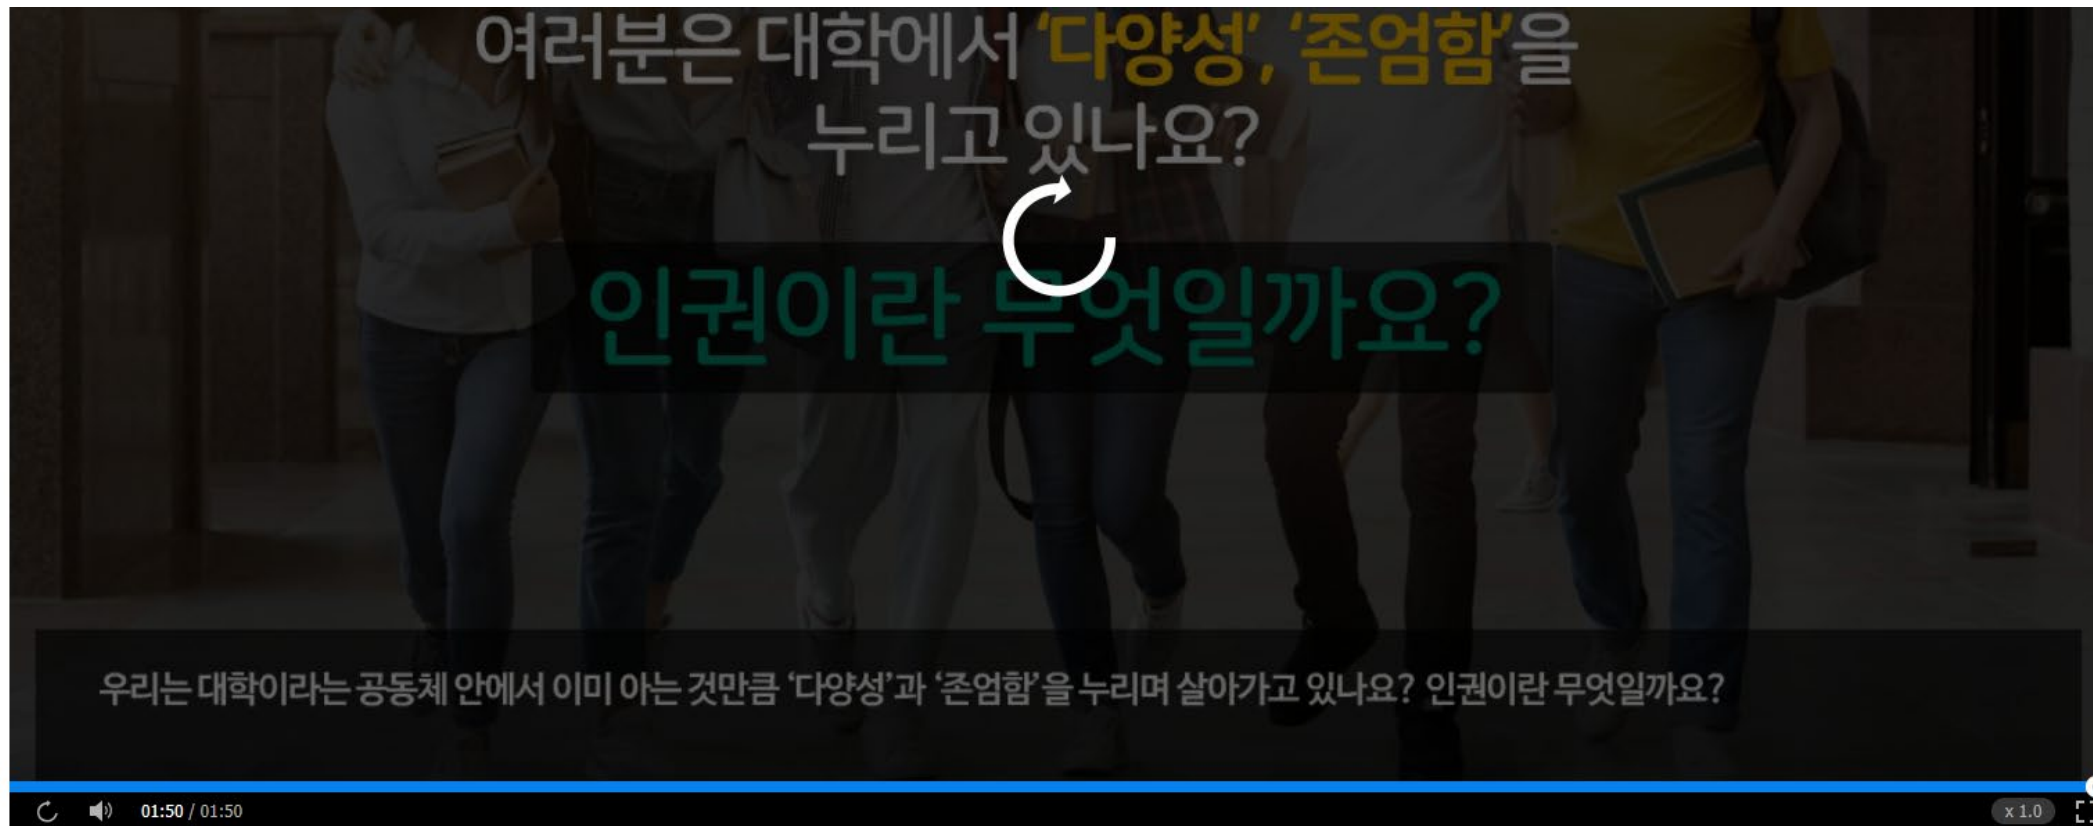 여러분은 대학에서 ‘다양성’, ‘존엄함’을
누리고 있나요?
인권이란 무엇일까요?
우리는 대학이라는 공동체 안에서 이미 아는 것만큼 ‘다양성’과 ‘존엄함’을 누리며 살아가고 있나요? 인권이란 무엇일까요?
01:50 / 01:50 x 1.0